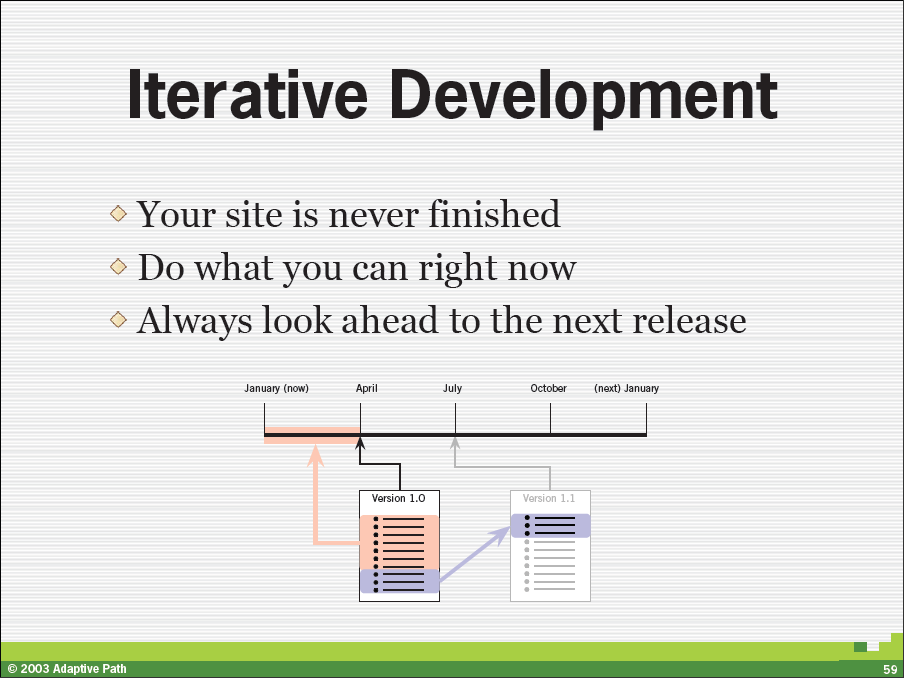 Iterative Development
Your site is never finished
Do what you can right now
Always look ahead to the next release
January (now) April July October (next) January
Version 1.0 Version 1.1
© 2003 Adaptive Path 59